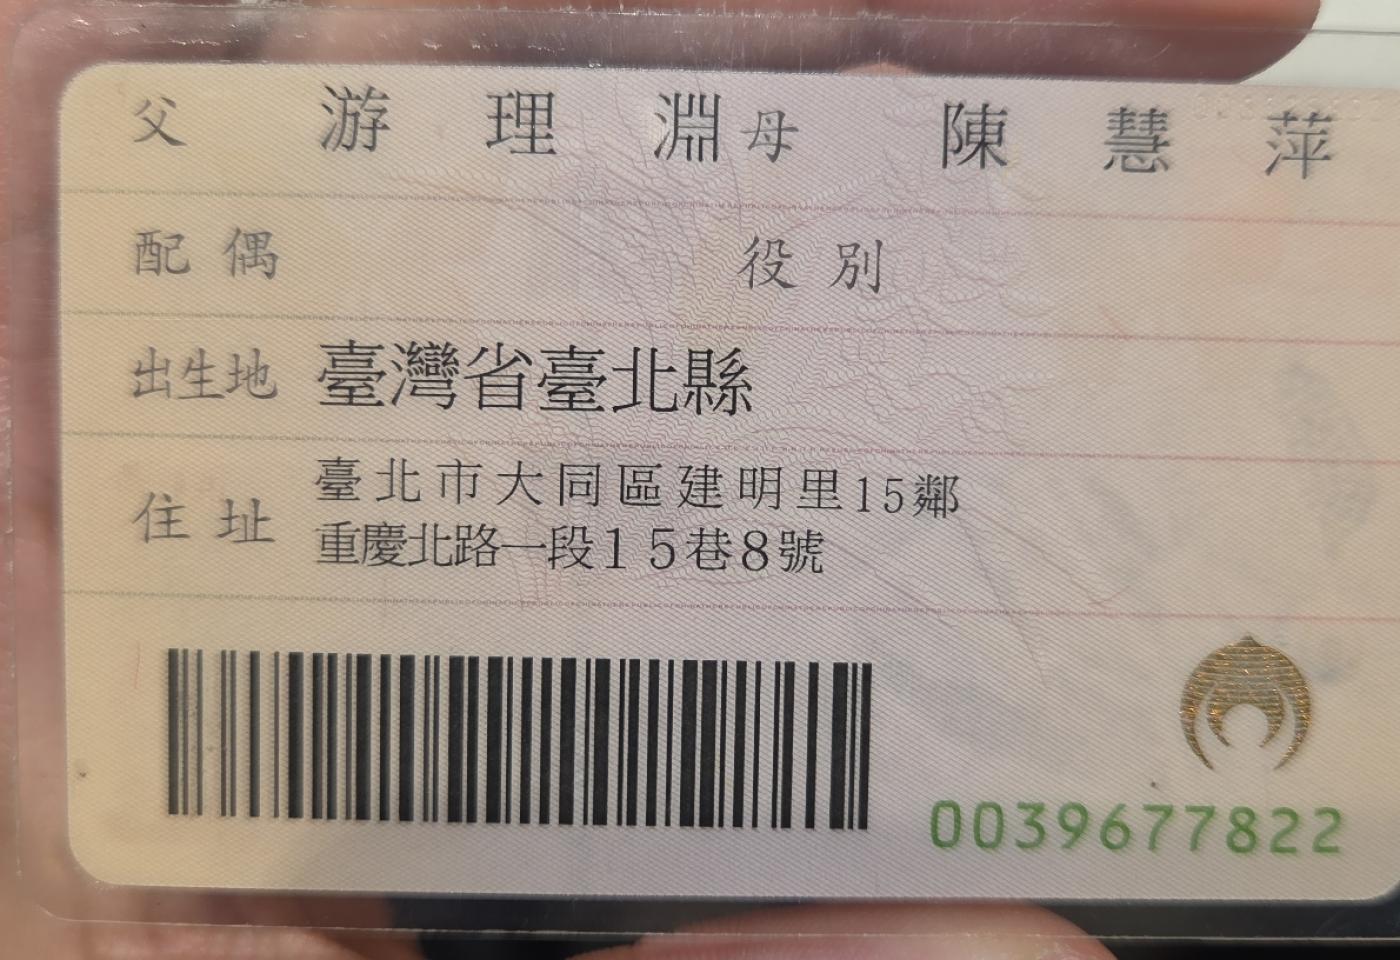 父 游理淵 母 陳慧萍
配偶 役別
出生地 臺灣省臺北縣
住址 臺北市大同區建明里15鄰
重慶北路一段15巷8號
0039677822